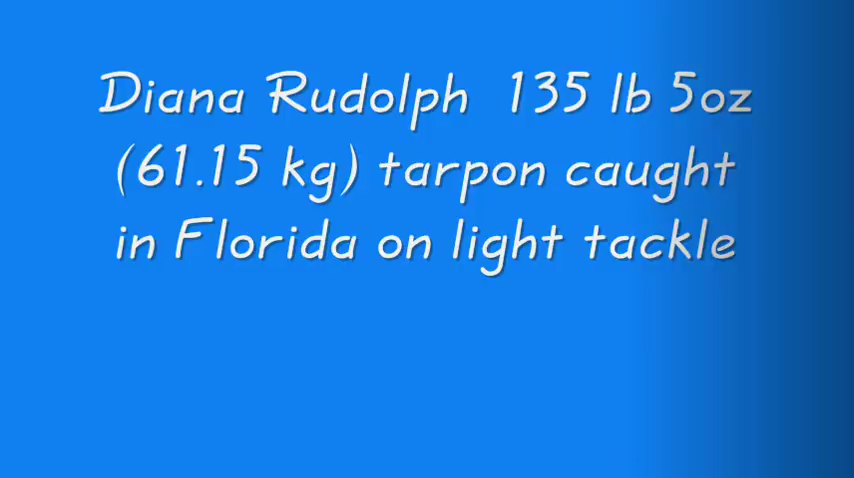 Diana Rudolph 135 lb 5oz
(61.15 kg) tarpon caught
in Florida on light tackle